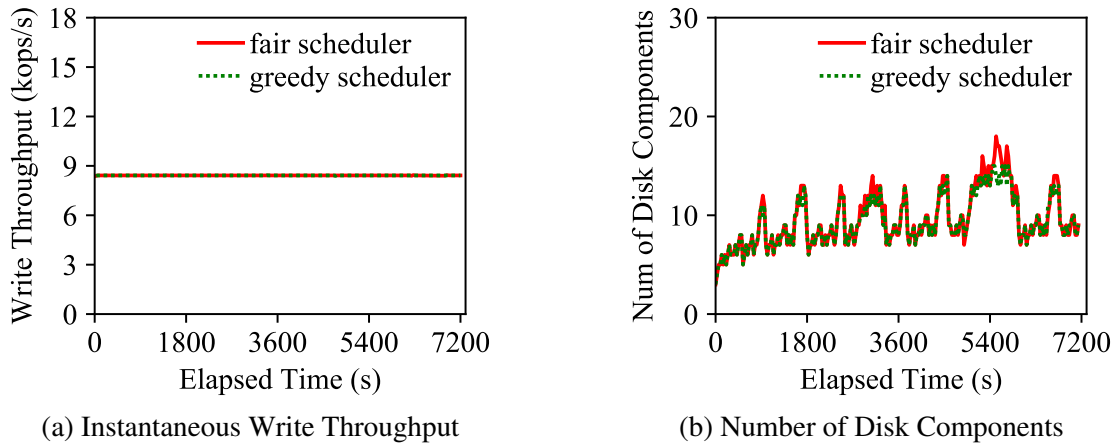 18
15
12
9
6
3
0
Write Throughput (kops/s)
fair scheduler
greedy scheduler
0 1800 3600 5400 7200
Elapsed Time (s)
(a) Instantaneous Write Throughput
30
20
10
0
Num of Disk Components
fair scheduler
greedy scheduler
0 1800 3600 5400 7200
Elapsed Time (s)
(b) Number of Disk Components